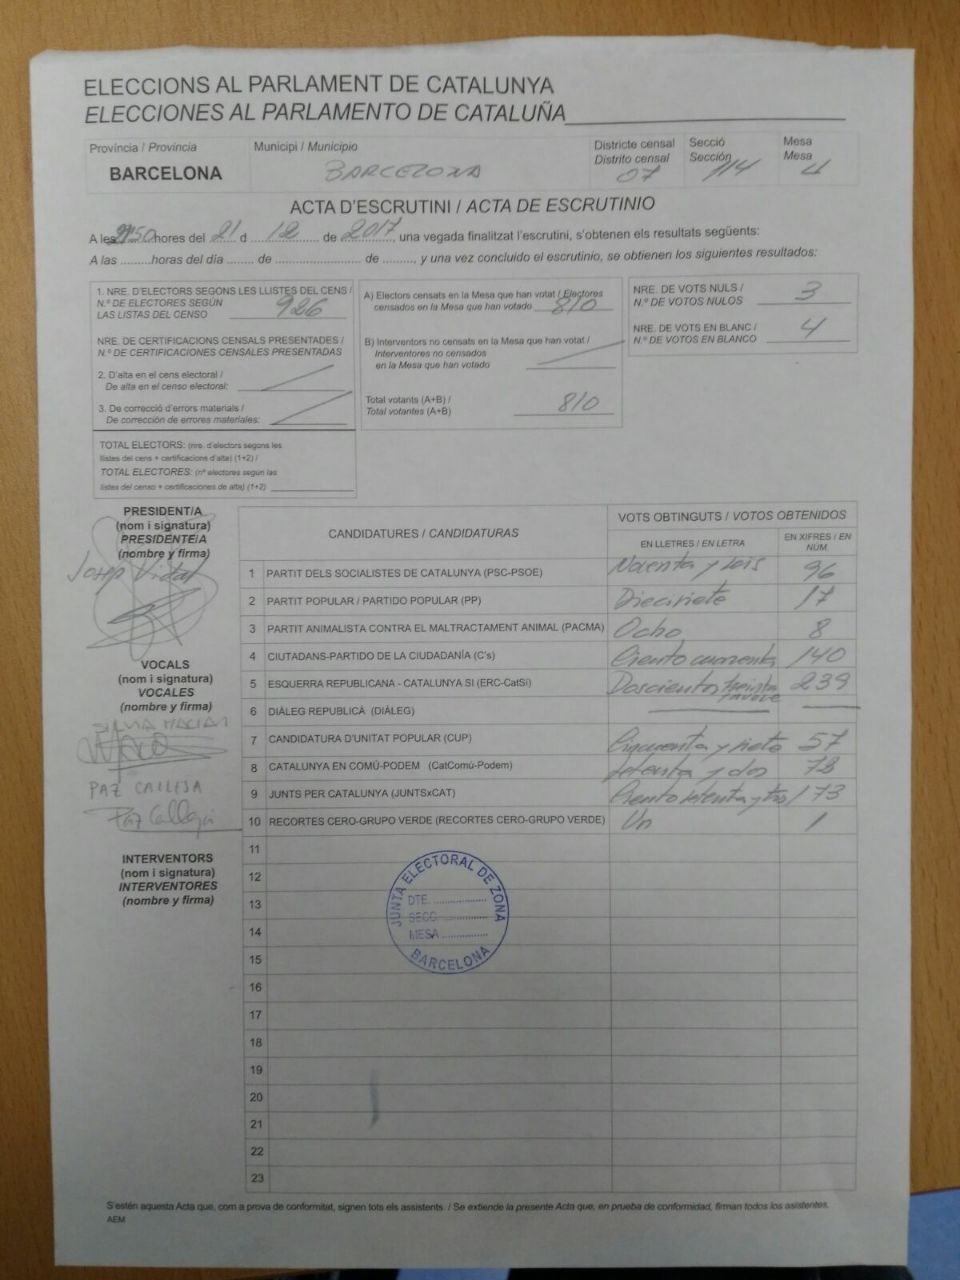 ELECCIONS AL PARLAMENT DE CATALUNYA
ELECCIONES AL PARLAMENTO DE CATALUÑA
Província / Provincia
BARCELONA
Municipi / Municipio
BARCELONA
Districte censal
Distrito censal
07
Secció
Sección
114
Mesa
Mesa
U
ACTA D'ESCRUTINI / ACTA DE ESCRUTINIO
A les hores del 21 d 12 de 2017, una vegada finalitzat l'escrutini, s'obtenen els resultats següents:
A las .........horas del día ........ de ......................... de ........., y una vez concluido el escrutinio, se obtienen los siguientes resultados:
1. NRE. D'ELECTORS SEGONS LES LLISTES DEL CENS /
N.º DE ELECTORES SEGÚN
LAS LISTAS DEL CENSO 926
NRE. DE CERTIFICACIONS CENSALS PRESENTADES /
N.º DE CERTIFICACIONES CENSALES PRESENTADAS
2. D'alta en el cens electoral /
De alta en el censo electoral:
3. De correcció d'errors materials /
De corrección de errores materiales:
TOTAL ELECTORS: (nre. d'electors segons les
llistes del cens + certificacions d'alta) (1+2) /
TOTAL ELECTORES: (nº electores según las
listes del censo + certificaciones de alta) (1+2)
A) Electors censats en la Mesa que han votat / Electores
censados en la Mesa que han votado 810
B) Interventors no censats en la Mesa que han votat /
Interventores no censados
en la Mesa que han votado
Total votants (A+B) /
Total votantes (A+B) 810
NRE. DE VOTS NULS /
N.º DE VOTOS NULOS 3
NRE. DE VOTS EN BLANC /
N.º DE VOTOS EN BLANCO 4
PRESIDENT/A
(nom i signatura)
PRESIDENTE/A
(nombre y firma)
Josep Vidal
VOCALS
(nom i signatura)
VOCALES
(nombre y firma)
PAZ CALLEJA
Paz Calleja
INTERVENTORS
(nom i signatura)
INTERVENTORES
(nombre y firma)
CANDIDATURES / CANDIDATURAS
VOTS OBTINGUTS / VOTOS OBTENIDOS
EN LLETRES / EN LETRA
EN XIFRES / EN NÚM.
1 PARTIT DELS SOCIALISTES DE CATALUNYA (PSC-PSOE) Noventa y seis 96
2 PARTIT POPULAR / PARTIDO POPULAR (PP) Diecisiete 17
3 PARTIT ANIMALISTA CONTRA EL MALTRACTAMENT ANIMAL (PACMA) Ocho 8
4 CIUTADANS-PARTIDO DE LA CIUDADANÍA (C's) Ciento cuarenta 140
5 ESQUERRA REPUBLICANA - CATALUNYA SÍ (ERC-CatSí) Doscientos treinta nueve 239
6 DIÀLEG REPUBLICÀ (DIÀLEG)
7 CANDIDATURA D'UNITAT POPULAR (CUP) Cincuenta y siete 57
8 CATALUNYA EN COMÚ-PODEM (CatComú-Podem) Setenta y dos
9 JUNTS PER CATALUNYA (JUNTSxCAT) Ciento setenta y tres 173
10 RECORTES CERO-GRUPO VERDE (RECORTES CERO-GRUPO VERDE) Un 1
11
12
13
14
15
16
17
18
19
20
21
22
23
JUNTA ELECTORAL DE ZONA
DTE. ................
SECC. ................
MESA ................
BARCELONA
S'estén aquesta Acta que, com a prova de conformitat, signen tots els assistents. / Se extiende la presente Acta que, en prueba de conformidad, firman todos los asistentes.
AEM